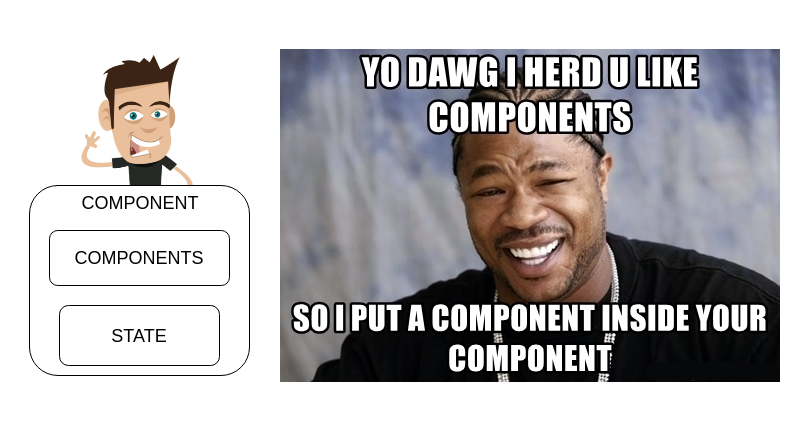 COMPONENT
COMPONENTS
STATE
YO DAWG I HERD U LIKE
COMPONENTS
SO I PUT A COMPONENT INSIDE YOUR
COMPONENT